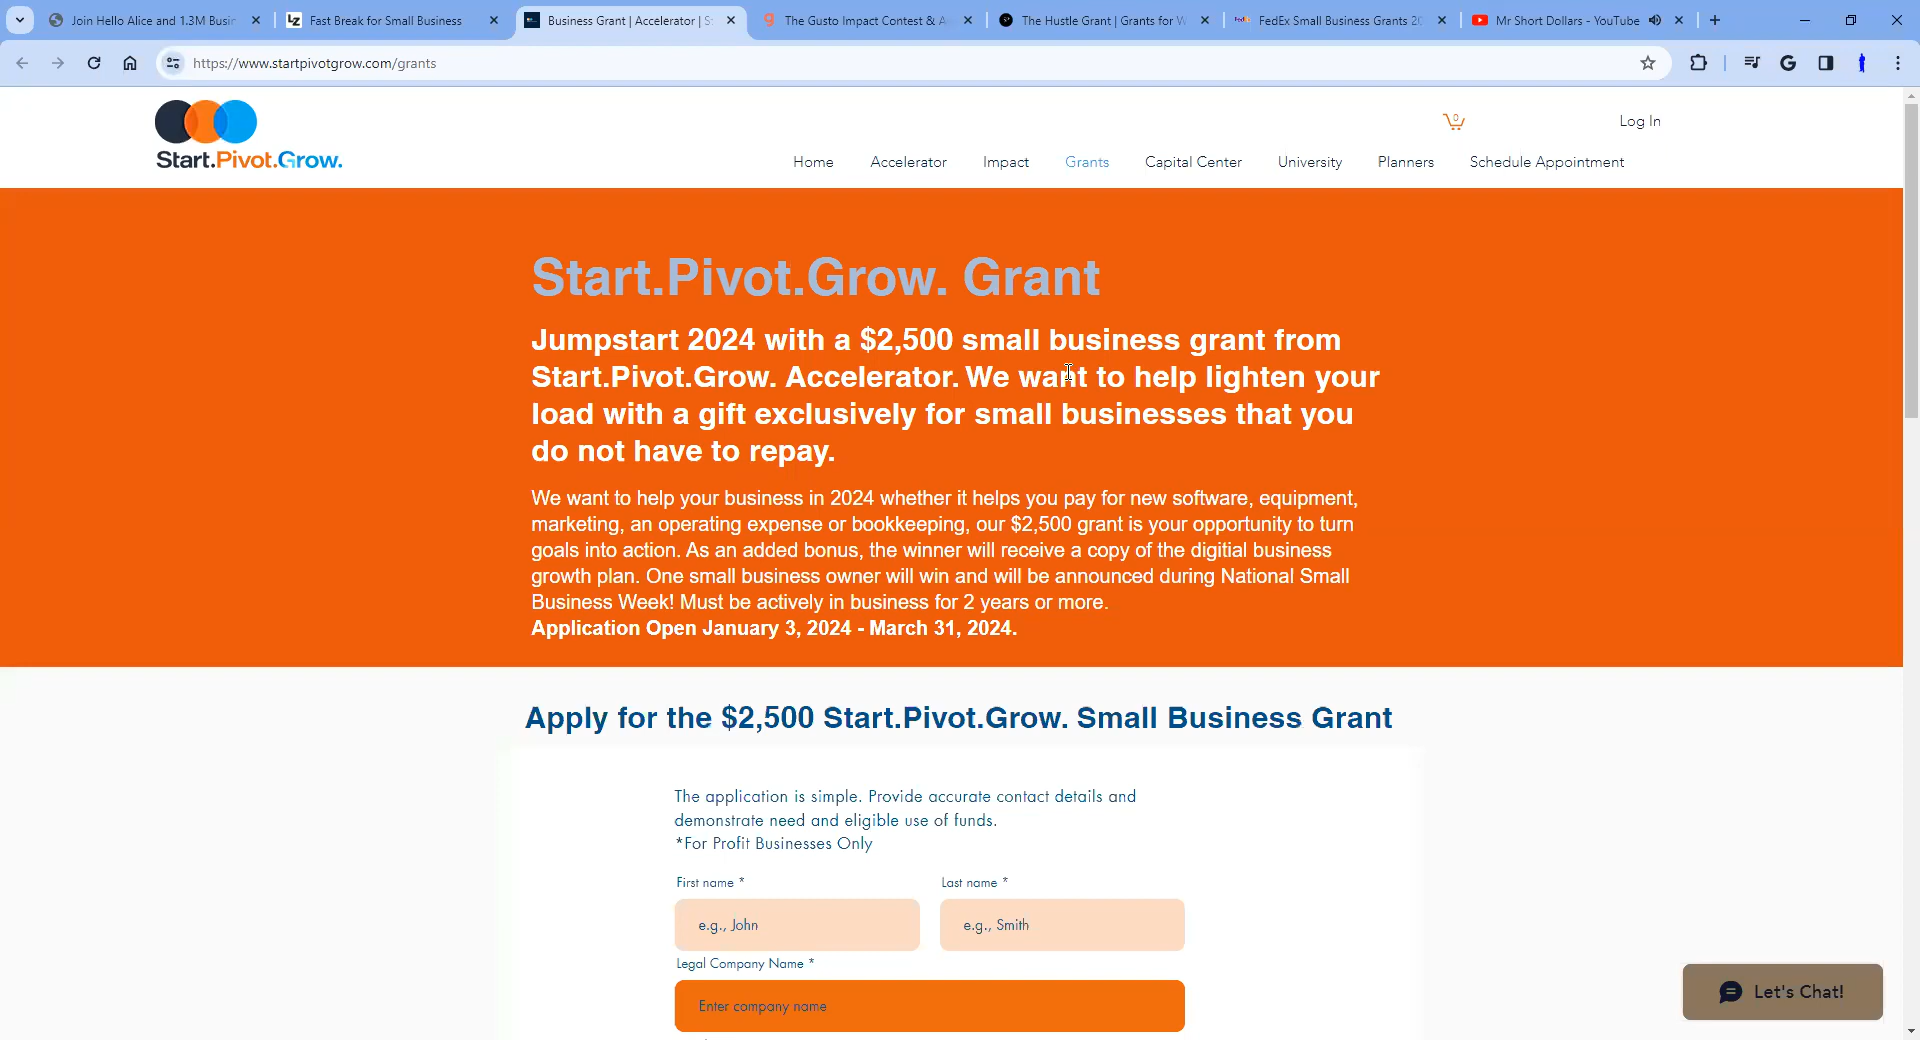 Join Hello Alice and 1.3M Busin
Fast Break for Small Business
Business Grant | Accelerator | S
The Gusto Impact Contest & A
The Hustle Grant | Grants for W
FedEx Small Business Grants 20
Mr Short Dollars - YouTube
https://www.startpivotgrow.com/grants
Start.Pivot.Grow.
0
Log In
Home
Accelerator
Impact
Grants
Capital Center
University
Planners
Schedule Appointment
Start.Pivot.Grow. Grant
Jumpstart 2024 with a $2,500 small business grant from
Start.Pivot.Grow. Accelerator. We want to help lighten your
load with a gift exclusively for small businesses that you
do not have to repay.
We want to help your business in 2024 whether it helps you pay for new software, equipment,
marketing, an operating expense or bookkeeping, our $2,500 grant is your opportunity to turn
goals into action. As an added bonus, the winner will receive a copy of the digitial business
growth plan. One small business owner will win and will be announced during National Small
Business Week! Must be actively in business for 2 years or more.
Application Open January 3, 2024 - March 31, 2024.
Apply for the $2,500 Start.Pivot.Grow. Small Business Grant
The application is simple. Provide accurate contact details and
demonstrate need and eligible use of funds.
*For Profit Businesses Only
First name *
Last name *
e.g., John
e.g., Smith
Legal Company Name *
Enter company name
Let's Chat!